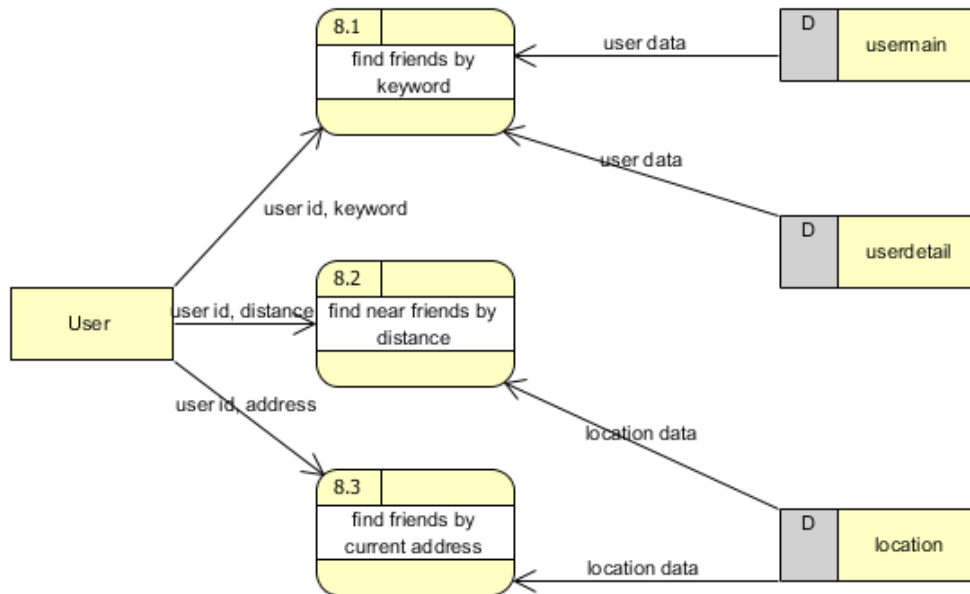 8.1
find friends by
keyword
user data
D
usermain
user data
user id, keyword
D
userdetail
8.2
find near friends by
distance
User
user id, distance
user id, address
location data
8.3
find friends by
current address
D
location
location data